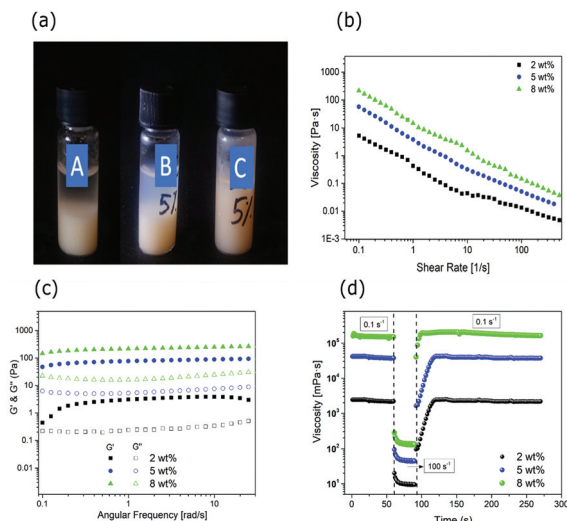 (a)
A
B
C
5%
5%
(b)
Viscosity [Pa·s]
1000
100
10
1
0.1
0.01
1E-3
2 wt%
5 wt%
8 wt%
0.1
1
10
100
Shear Rate [1/s]
(c)
G' & G'' (Pa)
1000
100
10
1
0.1
0.01
G' G''
2 wt%
5 wt%
8 wt%
0.1
1
10
Angular Frequency [rad/s]
(d)
Viscosity [mPa·s]
10⁵
10⁴
10³
10²
10¹
0.1 s⁻¹
0.1 s⁻¹
100 s⁻¹
2 wt%
5 wt%
8 wt%
0 50 100 150 200 250 300
Time (s)